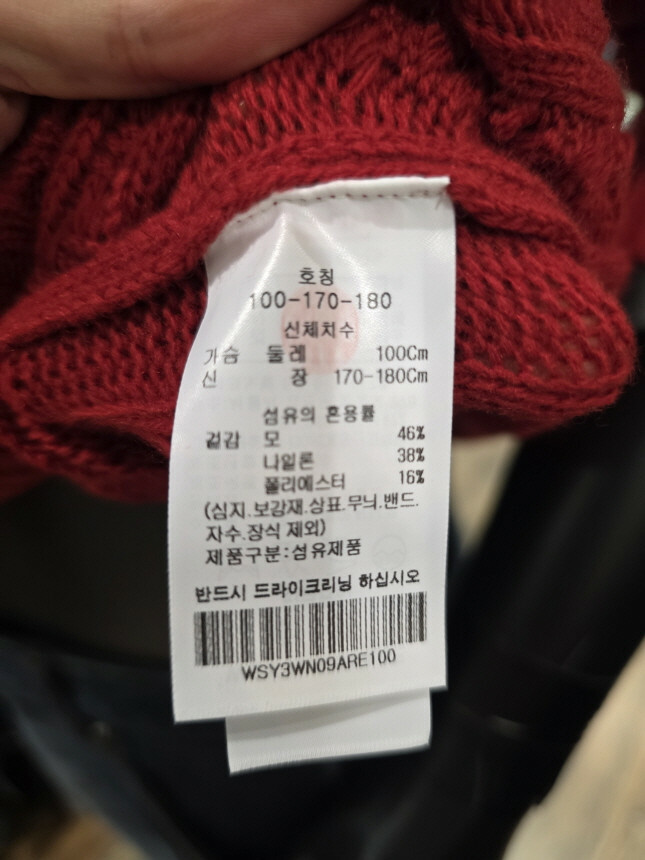 호칭
100-170-180
신체치수
가슴 둘레 100Cm
신 장 170-180Cm
섬유의 혼용률
겉감 모 46%
나일론 38%
폴리에스터 16%
(심지.보강재.상표.무늬.밴드.
자수.장식 제외)
제품구분:섬유제품
반드시 드라이크리닝 하십시오
WSY3WN09ARE100